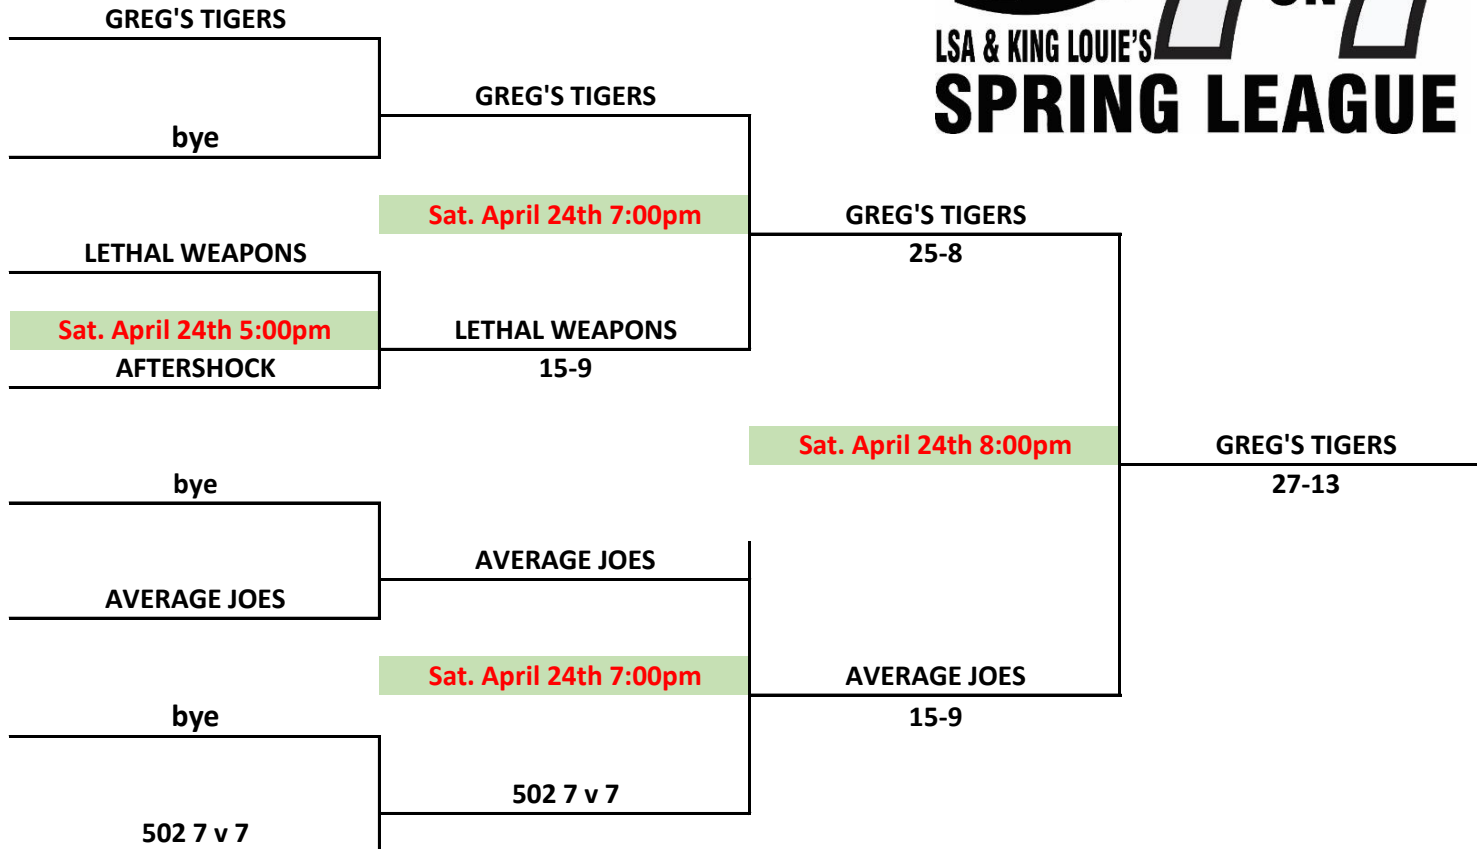 GREG'S TIGERS
ON
LSA & KING LOUIE'S
SPRING LEAGUE
GREG'S TIGERS
bye
Sat. April 24th 7:00pm
GREG'S TIGERS
LETHAL WEAPONS
25-8
Sat. April 24th 5:00pm
LETHAL WEAPONS
AFTERSHOCK
15-9
Sat. April 24th 8:00pm
GREG'S TIGERS
bye
27-13
AVERAGE JOES
AVERAGE JOES
Sat. April 24th 7:00pm
AVERAGE JOES
bye
15-9
502 7 v 7
502 7 v 7